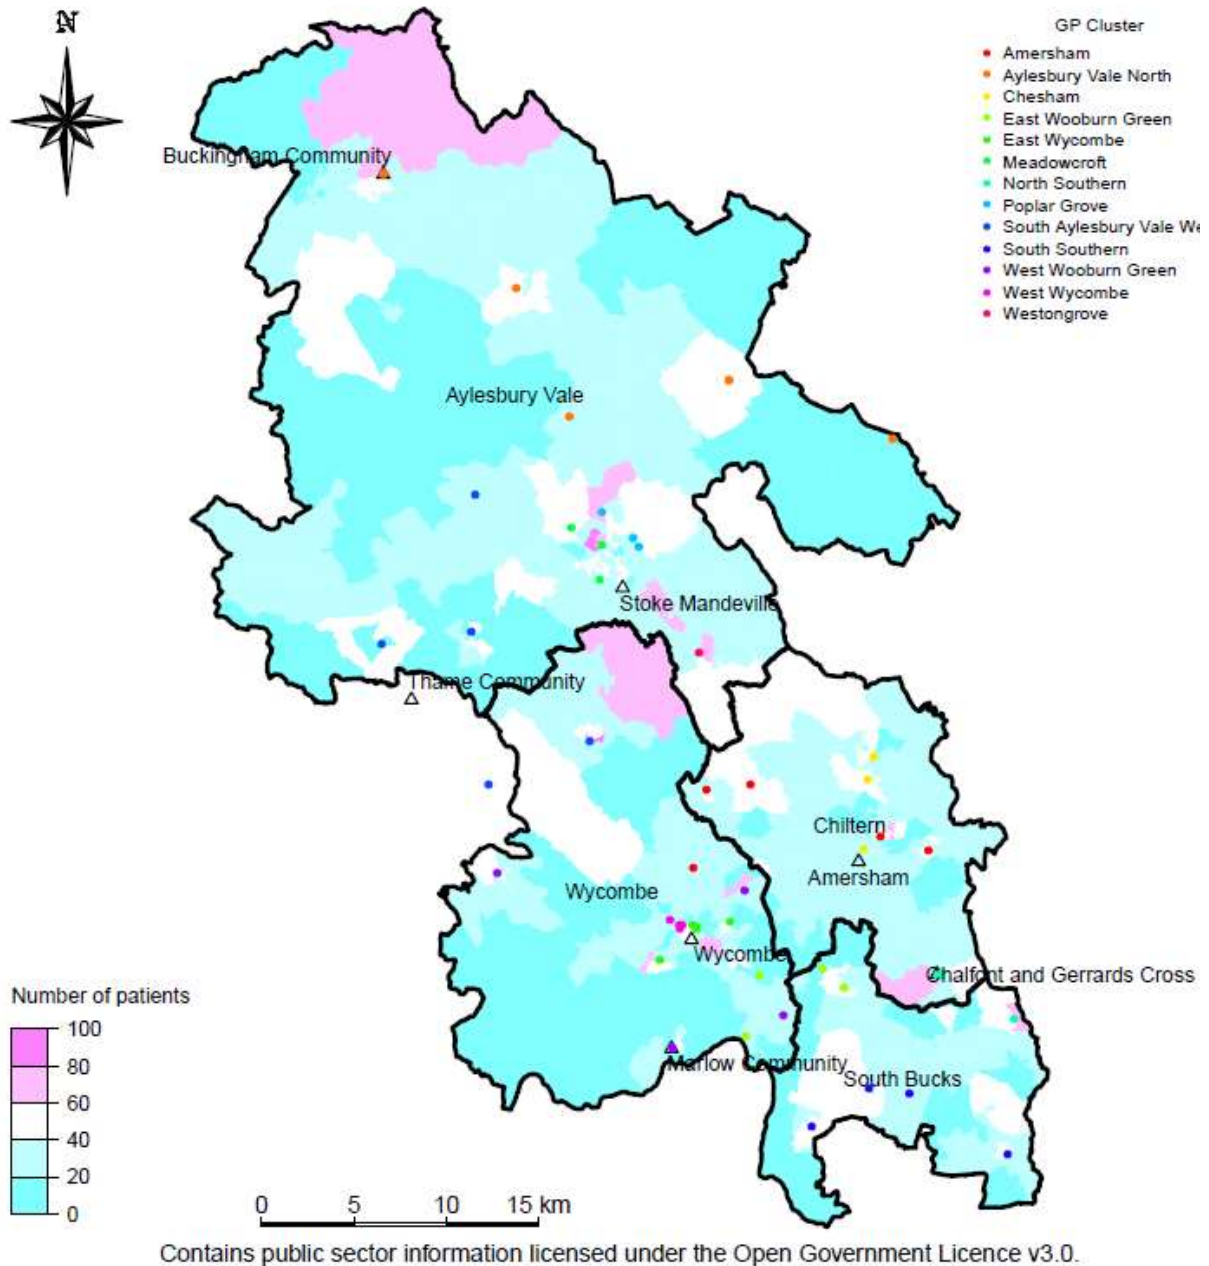 N
GP Cluster
Amersham
Aylesbury Vale North
Chesham
East Wooburn Green
East Wycombe
Meadowcroft
North Southern
Poplar Grove
South Aylesbury Vale We
South Southern
West Wooburn Green
West Wycombe
Westongrove
Buckingham Community
Aylesbury Vale
Stoke Mandeville
Thame Community
Chiltern
Amersham
Wycombe
Wycombe
Chalfont and Gerrards Cross
Marlow Community
South Bucks
Number of patients
100
80
60
40
20
0
0 5 10 15 km
Contains public sector information licensed under the Open Government Licence v3.0.